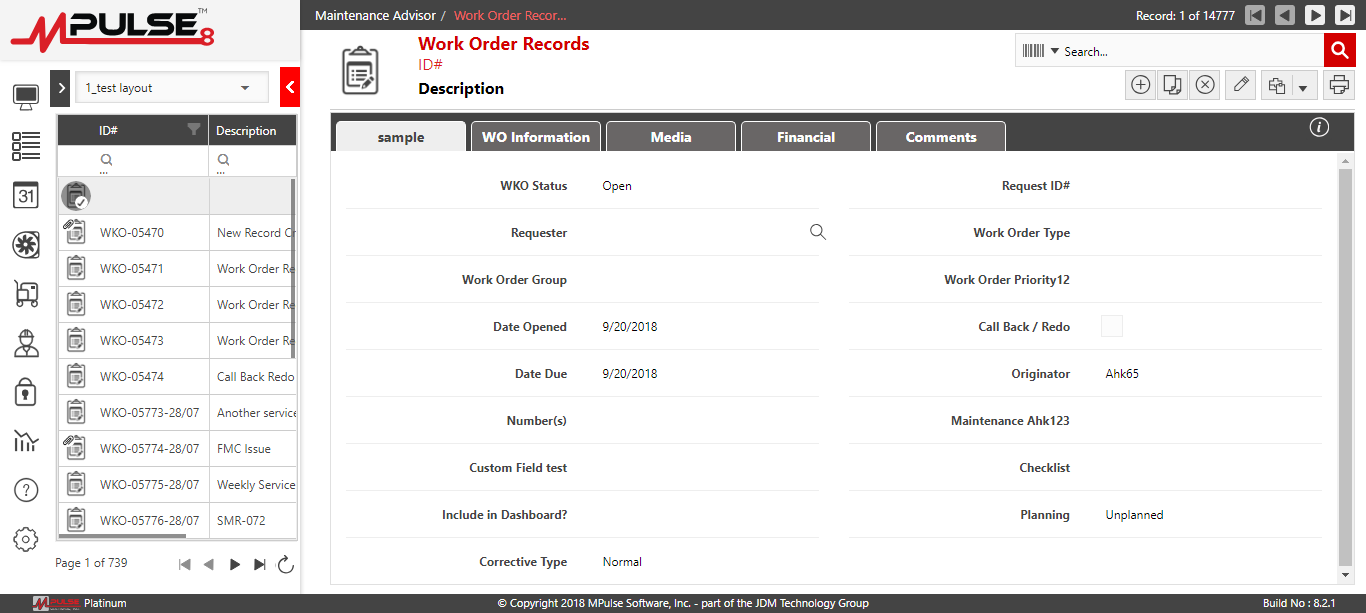 MPULSE 8 ™
Maintenance Advisor / Work Order Recor...
Record: 1 of 14777
1_test layout
ID# Description
...
...
WKO-05470 New Record Cr
WKO-05471 Work Order Re
WKO-05472 Work Order Re
WKO-05473 Work Order Re
WKO-05474 Call Back Redo
WKO-05773-28/07 Another service
WKO-05774-28/07 FMC Issue
WKO-05775-28/07 Weekly Service
WKO-05776-28/07 SMR-072
Page 1 of 739
31
?
Work Order Records
ID#
Description
Search...
sample WO Information Media Financial Comments
i
WKO Status Open Request ID#
Requester Work Order Type
Work Order Group Work Order Priority12
Date Opened 9/20/2018 Call Back / Redo
Date Due 9/20/2018 Originator Ahk65
Number(s) Maintenance Ahk123
Custom Field test Checklist
Include in Dashboard? Planning Unplanned
Corrective Type Normal
MPULSE Platinum © Copyright 2018 MPulse Software, Inc. - part of the JDM Technology Group Build No : 8.2.1